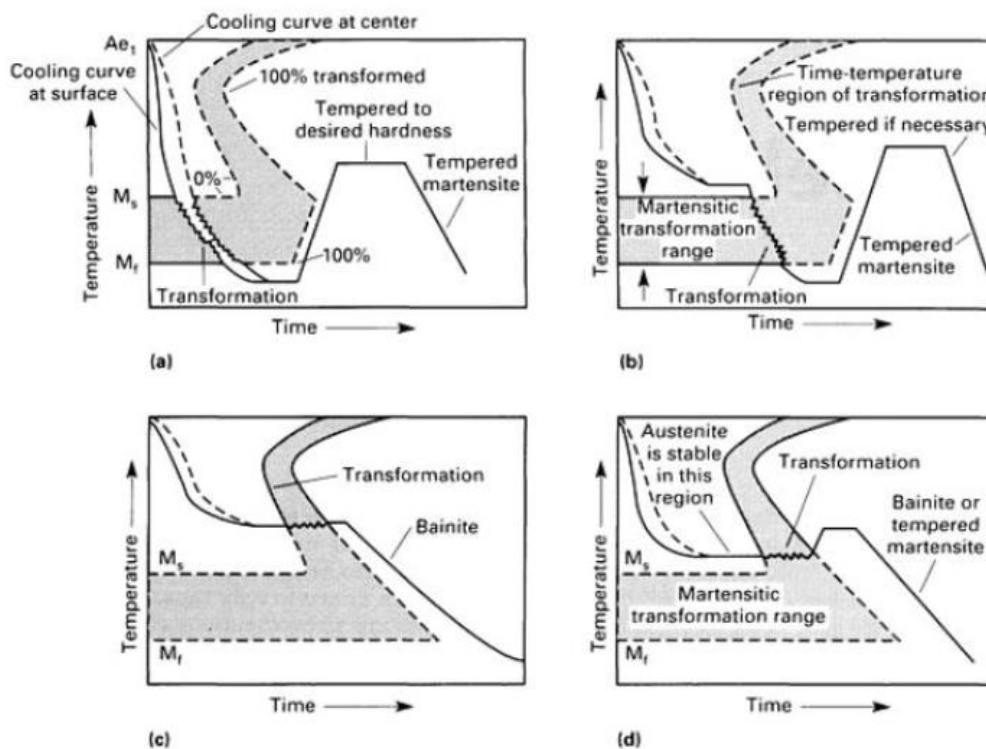 Cooling curve at center
Ae1
Cooling curve
at surface
100% transformed
Tempered to
desired hardness
Tempered
martensite
0%
Ms
Mf
100%
Transformation
Temperature
Time
(a)
Time-temperature
region of transformation
Tempered if necessary
Martensitic
transformation
range
Tempered
martensite
Transformation
Temperature
Time
(b)
Transformation
Bainite
Ms
Mf
Temperature
Time
(c)
Austenite
is stable
in this
region
Transformation
Bainite or
tempered
martensite
Ms
Martensitic
transformation range
Mf
Temperature
Time
(d)